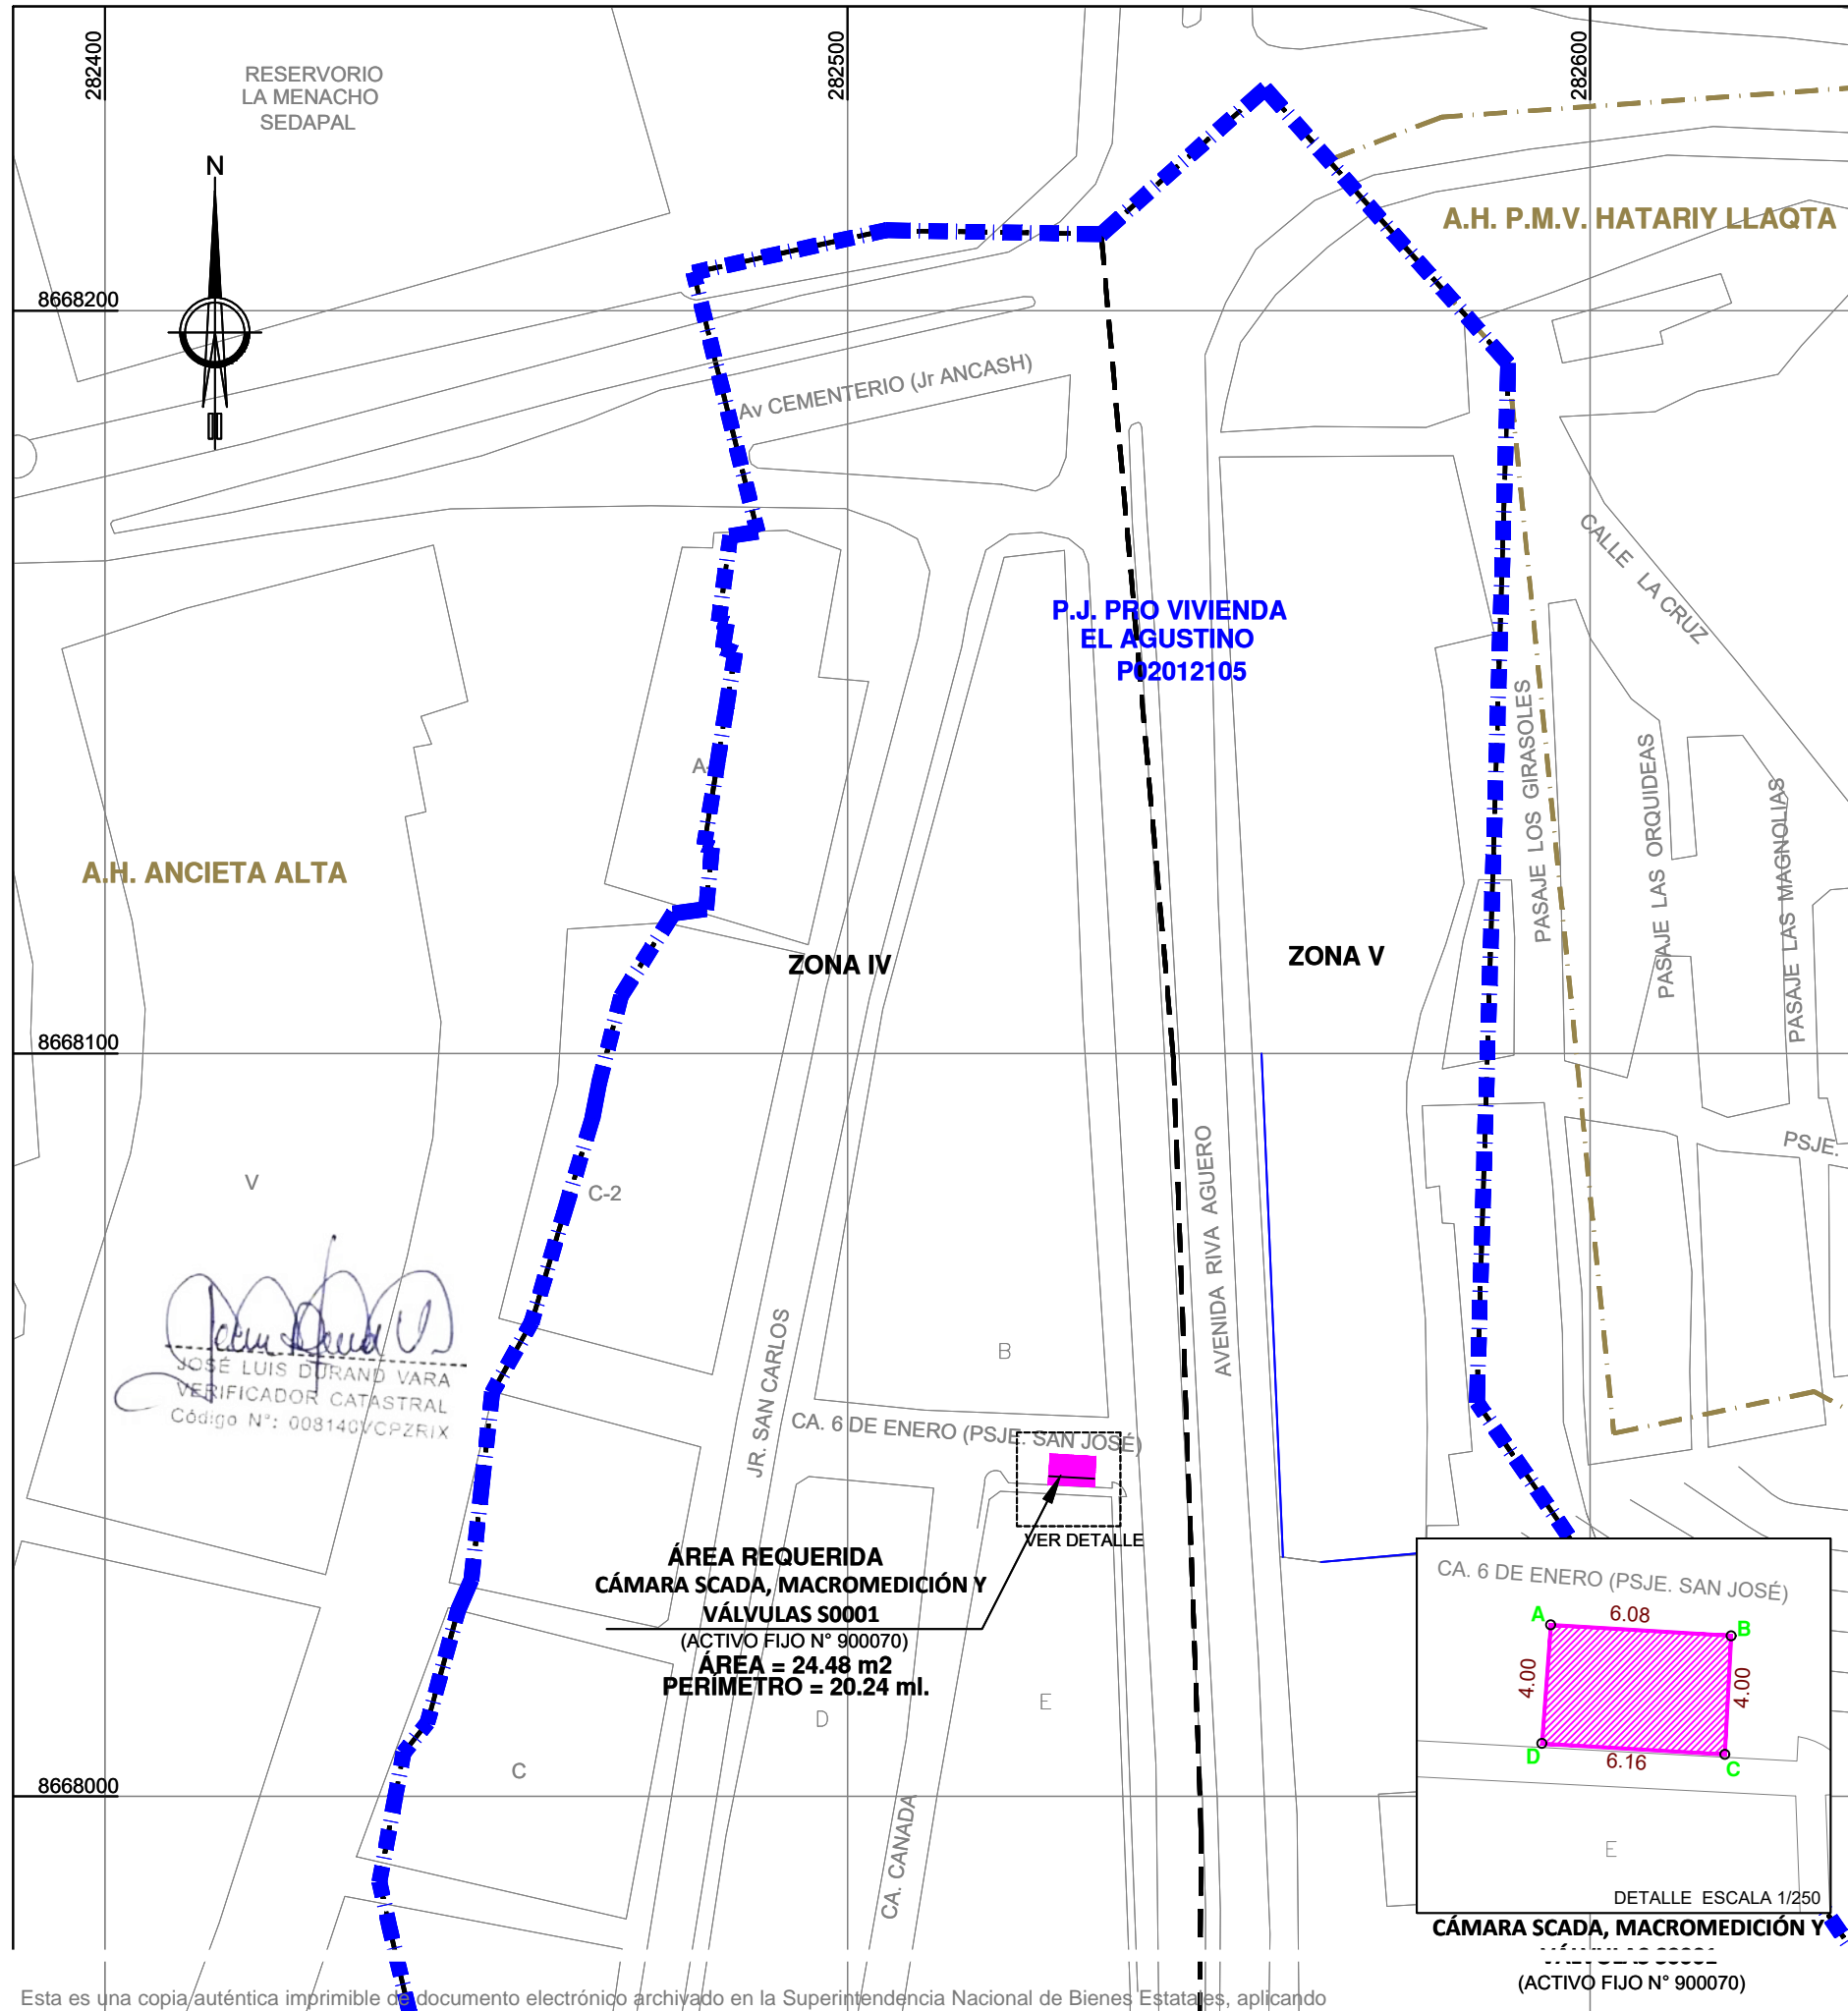 282400
282500
282600
RESERVORIO
LA MENACHO
SEDAPAL
N
A.H. P.M.V. HATARIY LLAQTA
8668200
Av CEMENTERIO (Jr ANCASH)
CALLE LA CRUZ
P.J. PRO VIVIENDA
EL AGUSTINO
P02012105
PASAJE LOS GIRASOLES
PASAJE LAS ORQUIDEAS
PASAJE LAS MAGNOLIAS
A.H. ANCIETA ALTA
ZONA IV
ZONA V
8668100
PSJE.
V
C-2
AVENIDA RIVA AGUERO
JR. SAN CARLOS
B
JOSÉ LUIS DURAND VARA
VERIFICADOR CATASTRAL
Código N°: 008140VCPZRIX
CA. 6 DE ENERO (PSJE. SAN JOSÉ)
VER DETALLE
ÁREA REQUERIDA
CÁMARA SCADA, MACROMEDICIÓN Y
VÁLVULAS S0001
(ACTIVO FIJO N° 900070)
ÁREA = 24.48 m2
PERÍMETRO = 20.24 ml.
D
E
C
8668000
CA. CANADA
CA. 6 DE ENERO (PSJE. SAN JOSÉ)
A
6.08
B
4.00
4.00
D
6.16
C
E
DETALLE ESCALA 1/250
CÁMARA SCADA, MACROMEDICIÓN Y
(ACTIVO FIJO N° 900070)
Esta es una copia auténtica imprimible de documento electrónico archivado en la Superintendencia Nacional de Bienes Estatales, aplicando